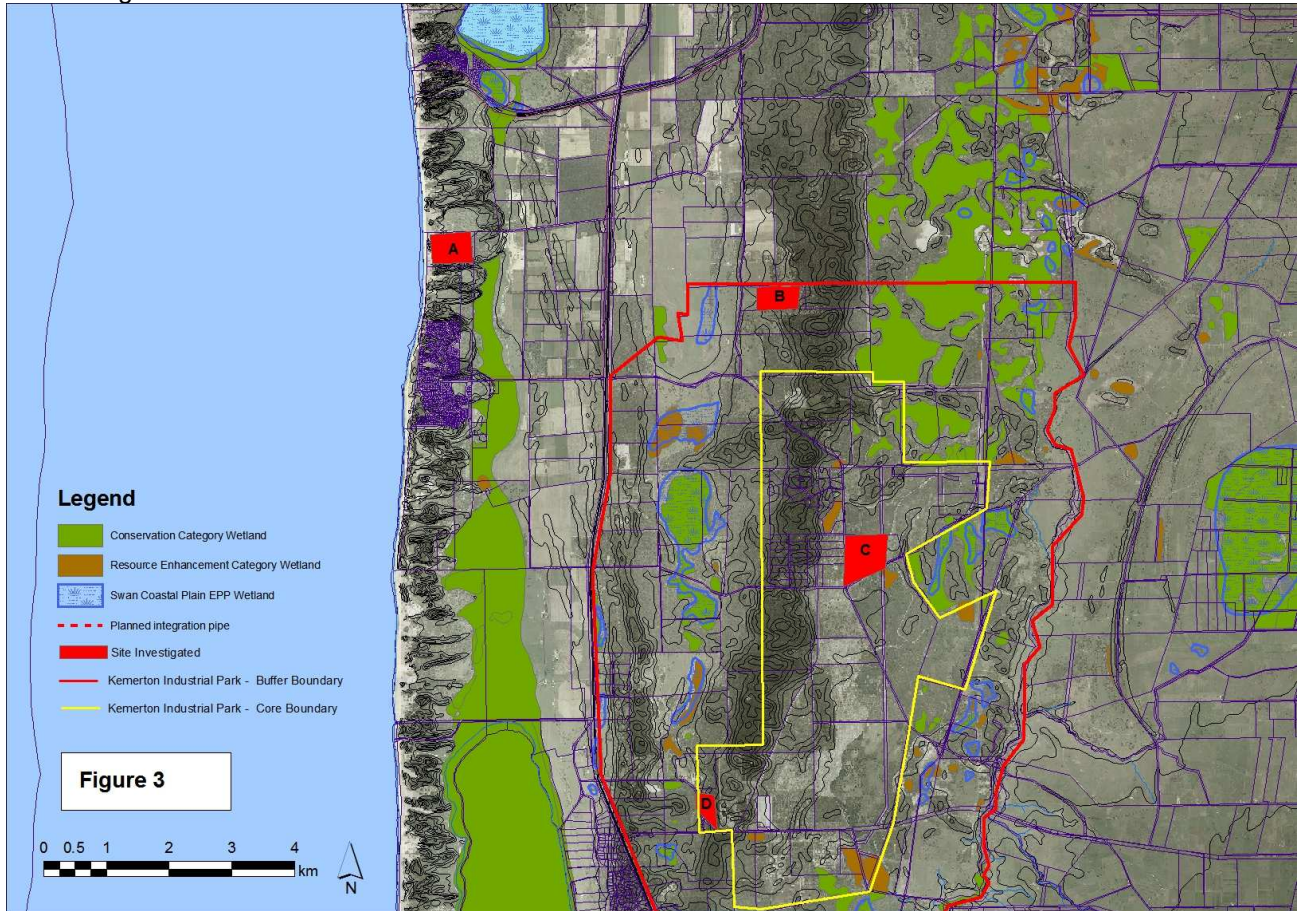 A
B
C
D
Legend
Conservation Category Wetland
Resource Enhancement Category Wetland
Swan Coastal Plain EPP Wetland
Planned integration pipe
Site Investigated
Kemerton Industrial Park - Buffer Boundary
Kemerton Industrial Park - Core Boundary
Figure 3
0 0.5 1 2 3 4
km
N